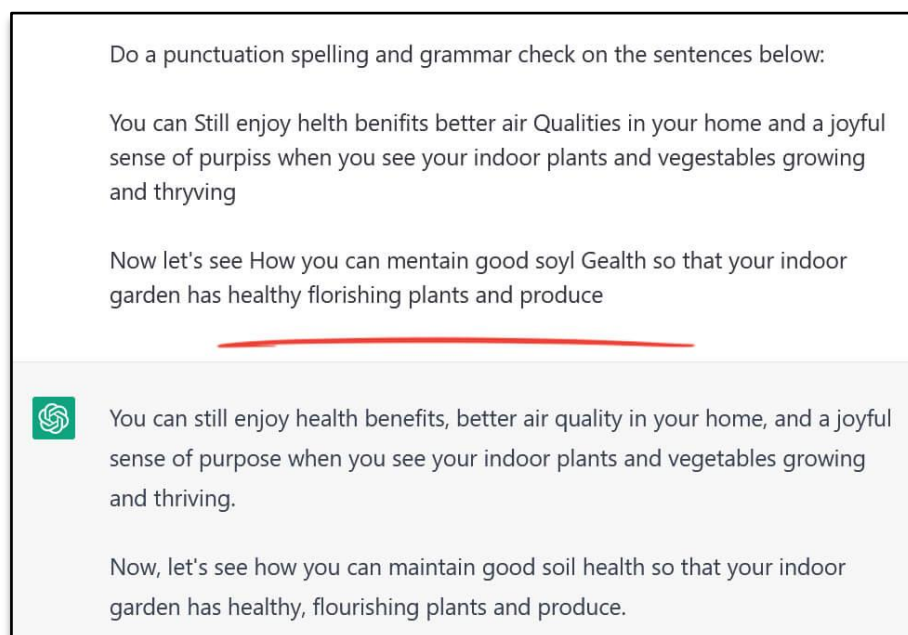 Do a punctuation spelling and grammar check on the sentences below:
You can Still enjoy helth benifits better air Qualities in your home and a joyful
sense of purpiss when you see your indoor plants and vegestables growing
and thryving
Now let's see How you can mentain good soyl Gealth so that your indoor
garden has healthy florishing plants and produce
You can still enjoy health benefits, better air quality in your home, and a joyful
sense of purpose when you see your indoor plants and vegetables growing
and thriving.
Now, let's see how you can maintain good soil health so that your indoor
garden has healthy, flourishing plants and produce.